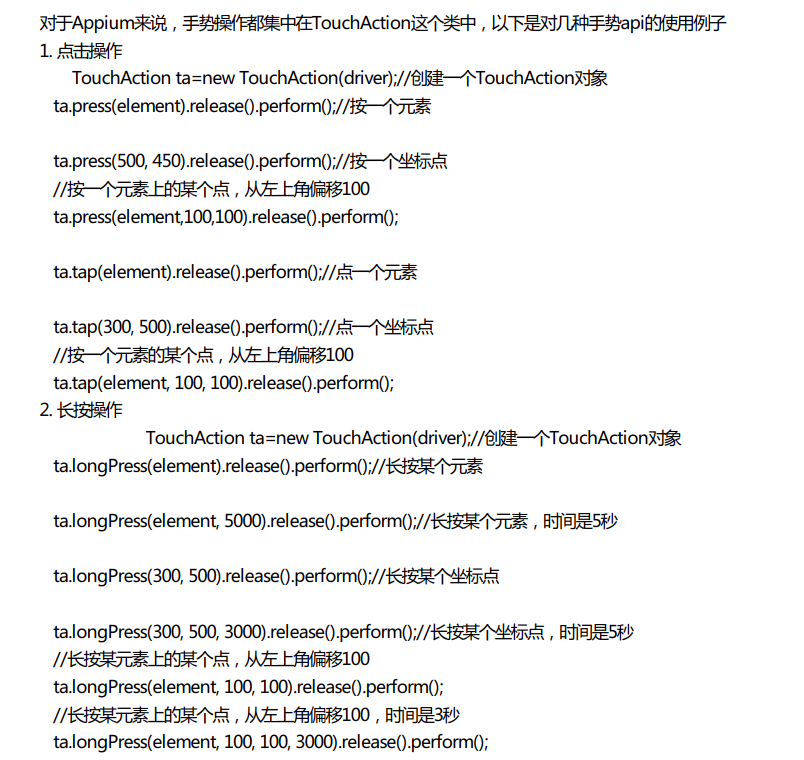 对于Appium来说，手势操作都集中在TouchAction这个类中，以下是对几种手势api的使用例子
1. 点击操作
TouchAction ta=new TouchAction(driver);//创建一个TouchAction对象
ta.press(element).release().perform();//按一个元素
ta.press(500, 450).release().perform();//按一个坐标点
//按一个元素上的某个点，从左上角偏移100
ta.press(element,100,100).release().perform();
ta.tap(element).release().perform();//点一个元素
ta.tap(300, 500).release().perform();//点一个坐标点
//按一个元素的某个点，从左上角偏移100
ta.tap(element, 100, 100).release().perform();
2. 长按操作
TouchAction ta=new TouchAction(driver);//创建一个TouchAction对象
ta.longPress(element).release().perform();//长按某个元素
ta.longPress(element, 5000).release().perform();//长按某个元素，时间是5秒
ta.longPress(300, 500).release().perform();//长按某个坐标点
ta.longPress(300, 500, 3000).release().perform();//长按某个坐标点，时间是5秒
//长按某元素上的某个点，从左上角偏移100
ta.longPress(element, 100, 100).release().perform();
//长按某元素上的某个点，从左上角偏移100，时间是3秒
ta.longPress(element, 100, 100, 3000).release().perform();